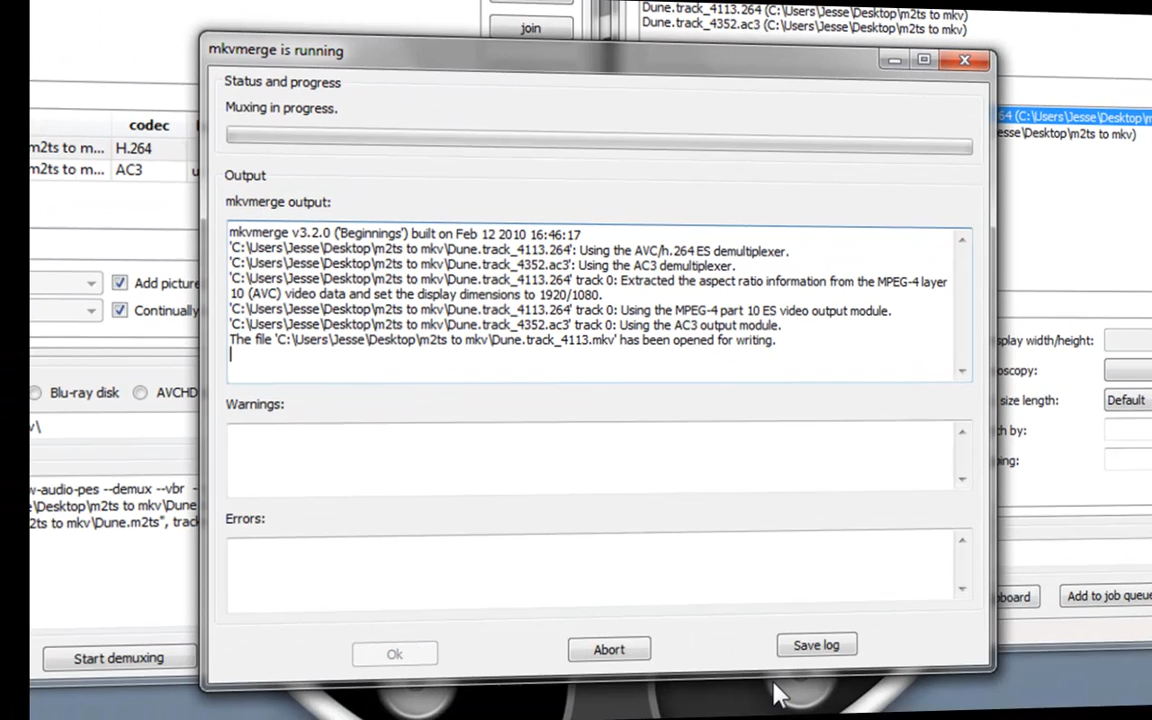 Dune.track_4113.264 (C:\Users\Jesse\Desktop\m2ts to mkv)
join
Dune.track_4352.ac3 (C:\Users\Jesse\Desktop\m2ts to mkv)
mkvmerge is running
Status and progress
Muxing in progress.
codec
64 (C:\Users\Jesse\Desktop\m
m2ts to m... H.264
esse\Desktop\m2ts to mkv)
m2ts to m... AC3 u
Output
mkvmerge output:
mkvmerge v3.2.0 ('Beginnings') built on Feb 12 2010 16:46:17
'C:\Users\Jesse\Desktop\m2ts to mkv\Dune.track_4113.264': Using the AVC/h.264 ES demultiplexer.
'C:\Users\Jesse\Desktop\m2ts to mkv\Dune.track_4352.ac3': Using the AC3 demultiplexer.
'C:\Users\Jesse\Desktop\m2ts to mkv\Dune.track_4113.264' track 0: Extracted the aspect ratio information from the MPEG-4 layer
10 (AVC) video data and set the display dimensions to 1920/1080.
'C:\Users\Jesse\Desktop\m2ts to mkv\Dune.track_4113.264' track 0: Using the MPEG-4 part 10 ES video output module.
'C:\Users\Jesse\Desktop\m2ts to mkv\Dune.track_4352.ac3' track 0: Using the AC3 output module.
The file 'C:\Users\Jesse\Desktop\m2ts to mkv\Dune.track_4113.mkv' has been opened for writing.
Add picture
Continually
splay width/height:
oscopy:
Blu-ray disk AVCHD
size length: Default
Warnings:
v\
th by:
ping:
w-audio-pes --demux --vbr -
e\Desktop\m2ts to mkv\Dune
2ts to mkv\Dune.m2ts", track
Errors:
board Add to job queue
Start demuxing
Ok
Abort
Save log